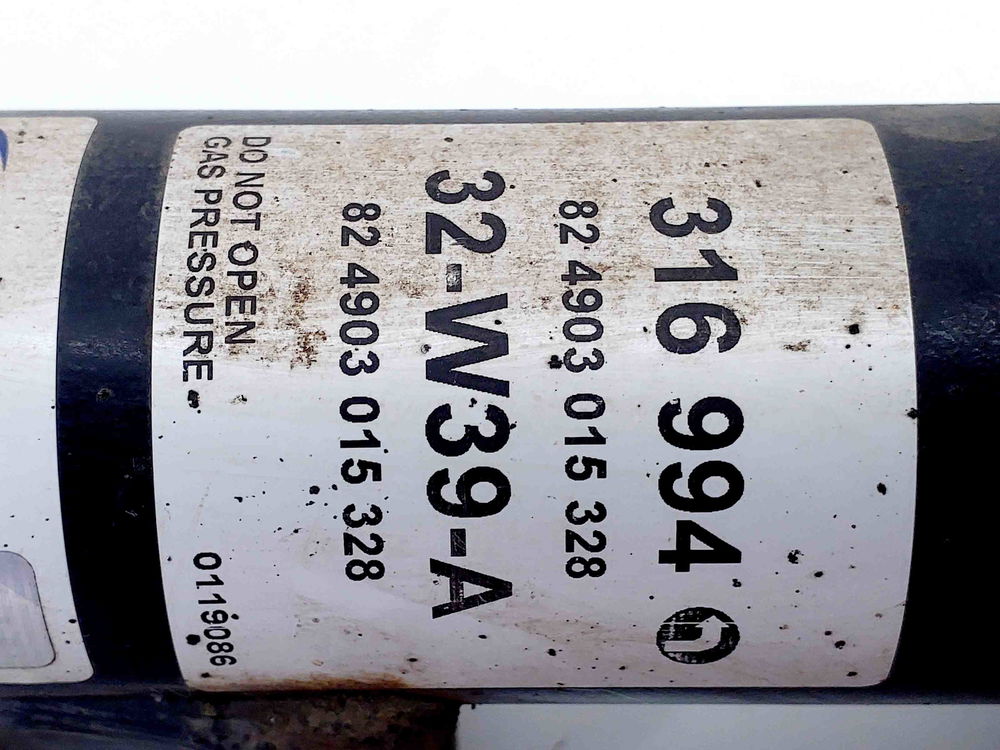 316 994
82 4903 015 328
32-W39-A
82 4903 015 328
DO NOT OPEN
GAS PRESSURE
0119086